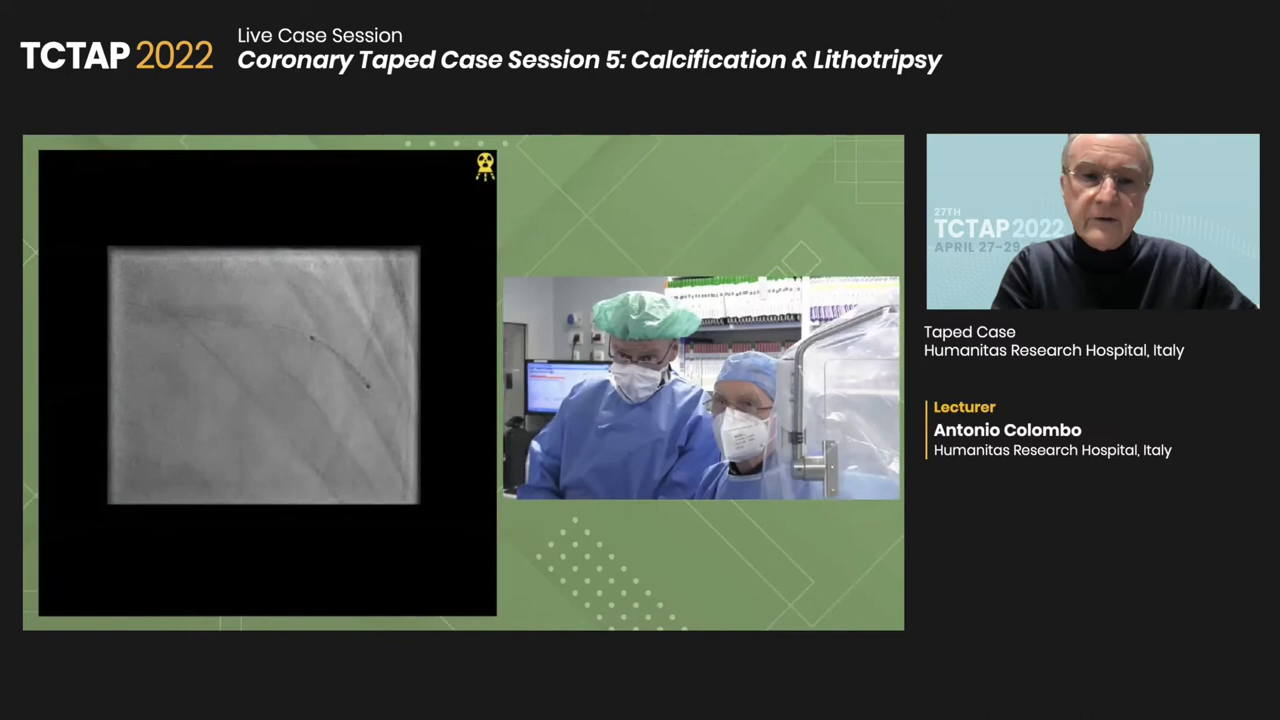 TCTAP 2022
Live Case Session
Coronary Taped Case Session 5: Calcification & Lithotripsy
27TH
TCTAP 2022
APRIL 27-29,
Taped Case
Humanitas Research Hospital, Italy
Lecturer
Antonio Colombo
Humanitas Research Hospital, Italy